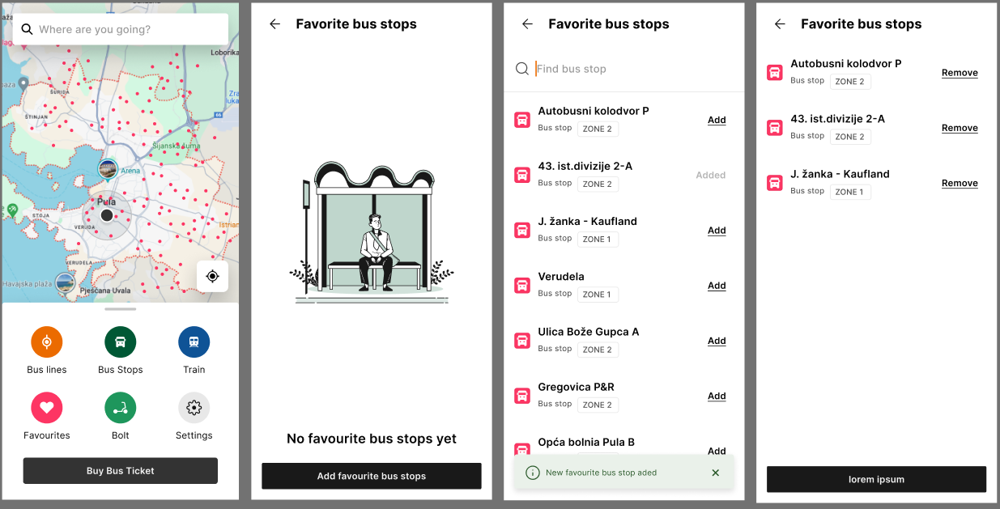 Where are you going?
Loborika
ŠURIDA
ŠTINJAN
66
Šijanska šuma
Arena
Pula
STOJA
VERUDA
Istrian
VERUDELA
Havajska plaža
Pješčana Uvala
Bus lines
Bus Stops
Train
Favourites
Bolt
Settings
Buy Bus Ticket
Favorite bus stops
No favourite bus stops yet
Add favourite bus stops
Favorite bus stops
Find bus stop
Autobusni kolodvor P
Bus stop ZONE 2
Add
43. ist.divizije 2-A
Bus stop ZONE 2
Added
J. žanka - Kaufland
Bus stop ZONE 1
Add
Verudela
Bus stop ZONE 1
Add
Ulica Bože Gupca A
Bus stop ZONE 2
Add
Gregovica P&R
Bus stop ZONE 2
Add
Opća bolnia Pula B
Add
New favourite bus stop aded
Favorite bus stops
Autobusni kolodvor P
Bus stop ZONE 2
Remove
43. ist.divizije 2-A
Bus stop ZONE 2
Remove
J. žanka - Kaufland
Bus stop ZONE 1
Remove
lorem ipsum